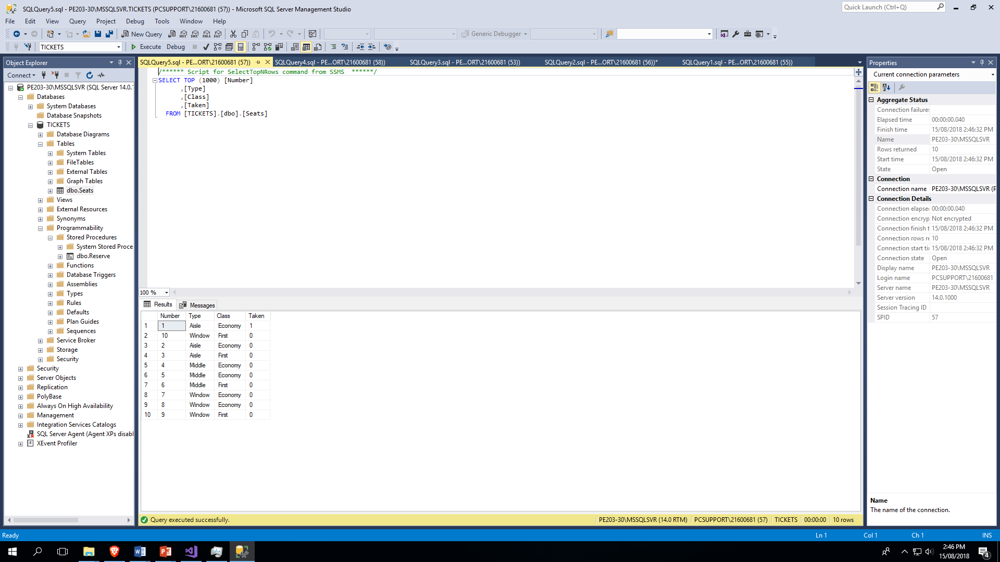 SQLQuery5.sql - PE203-30\MSSQLSVR.TICKETS (PCSUPPORT\21600681 (57)) - Microsoft SQL Server Management Studio
Quick Launch (Ctrl+Q)
File Edit View Query Project Debug Tools Window Help
New Query
Generic Debugger
TICKETS
Execute Debug
Object Explorer
Connect
PE203-30\MSSQLSVR (SQL Server 14.0.1
Databases
System Databases
Database Snapshots
TICKETS
Database Diagrams
Tables
System Tables
FileTables
External Tables
Graph Tables
dbo.Seats
Views
External Resources
Synonyms
Programmability
Stored Procedures
System Stored Proce
dbo.Reserve
Functions
Database Triggers
Assemblies
Types
Rules
Defaults
Plan Guides
Sequences
Service Broker
Storage
Security
Security
Server Objects
Replication
PolyBase
Always On High Availability
Management
Integration Services Catalogs
SQL Server Agent (Agent XPs disabl
XEvent Profiler
SQLQuery5.sql - PE...ORT\21600681 (57)) SQLQuery4.sql - PE...ORT\21600681 (58)) SQLQuery3.sql - PE...ORT\21600681 (53)) SQLQuery2.sql - PE...ORT\21600681 (56))* SQLQuery1.sql - PE...ORT\21600681 (55))
/****** Script for SelectTopNRows command from SSMS ******/
SELECT TOP (1000) [Number]
,[Type]
,[Class]
,[Taken]
FROM [TICKETS].[dbo].[Seats]
100 %
Results Messages
Number Type Class Taken
1 1 Aisle Economy 1
2 10 Window First 0
3 2 Aisle Economy 0
4 3 Aisle First 0
5 4 Middle Economy 0
6 5 Middle Economy 0
7 6 Middle First 0
8 7 Window Economy 0
9 8 Window Economy 0
10 9 Window First 0
Query executed successfully.
PE203-30\MSSQLSVR (14.0 RTM) PCSUPPORT\21600681 (57) TICKETS 00:00:00 10 rows
Properties
Current connection parameters
Aggregate Status
Connection failures
Elapsed time 00:00:00.040
Finish time 15/08/2018 2:46:32 PM
Name PE203-30\MSSQLSVR
Rows returned 10
Start time 15/08/2018 2:46:32 PM
State Open
Connection
Connection name PE203-30\MSSQLSVR (P
Connection Details
Connection elapse 00:00:00.040
Connection encryp Not encrypted
Connection finish t 15/08/2018 2:46:32 PM
Connection rows re 10
Connection start ti 15/08/2018 2:46:32 PM
Connection state Open
Display name PE203-30\MSSQLSVR
Login name PCSUPPORT\21600681
Server name PE203-30\MSSQLSVR
Server version 14.0.1000
Session Tracing ID
SPID 57
Name
The name of the connection.
Ready
Ln 1 Col 1 Ch 1 INS
2:46 PM
15/08/2018
4